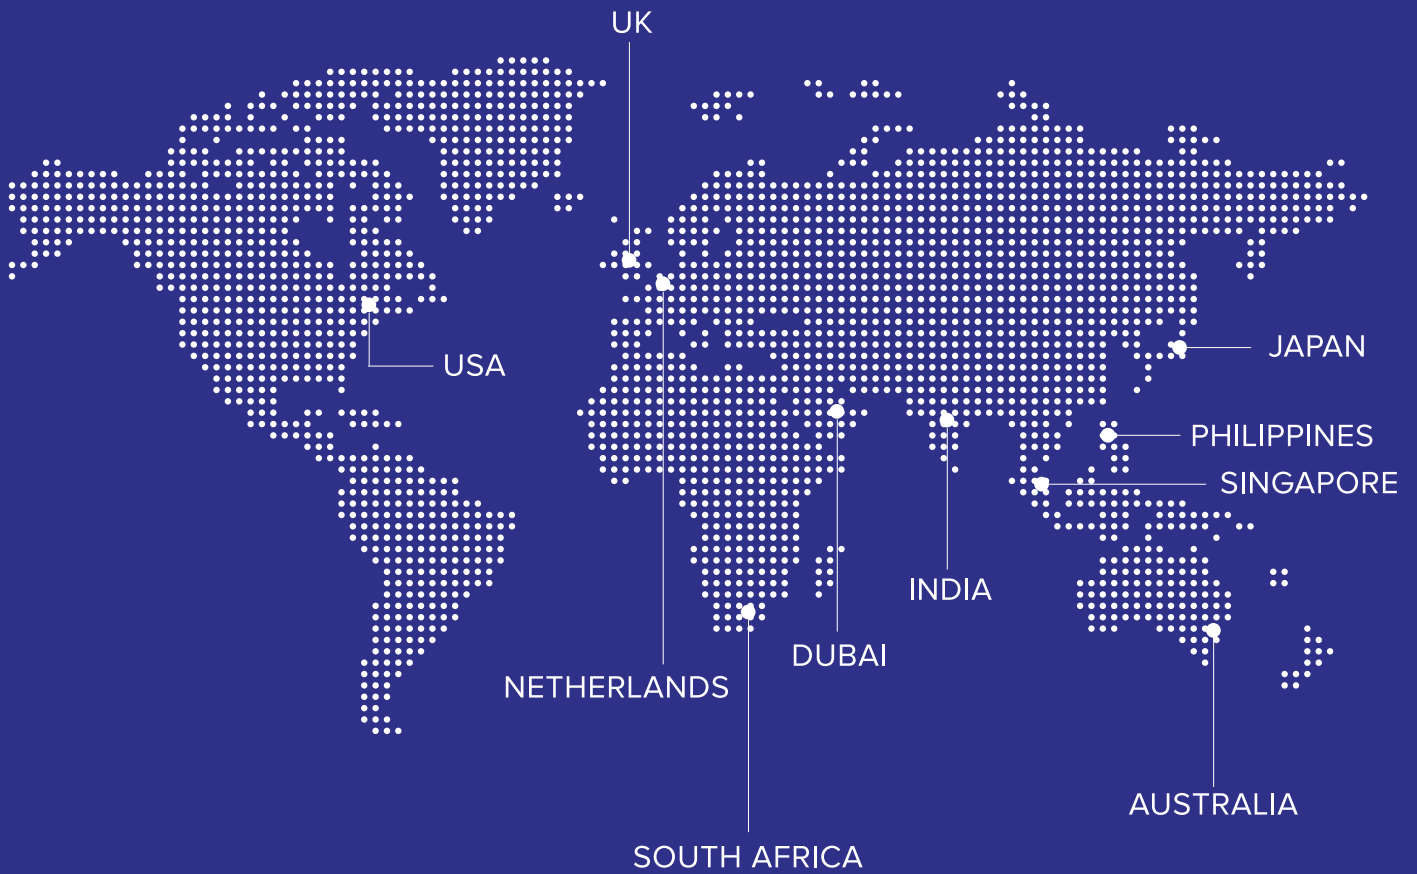 UK
USA
JAPAN
PHILIPPINES
SINGAPORE
INDIA
DUBAI
NETHERLANDS
AUSTRALIA
SOUTH AFRICA